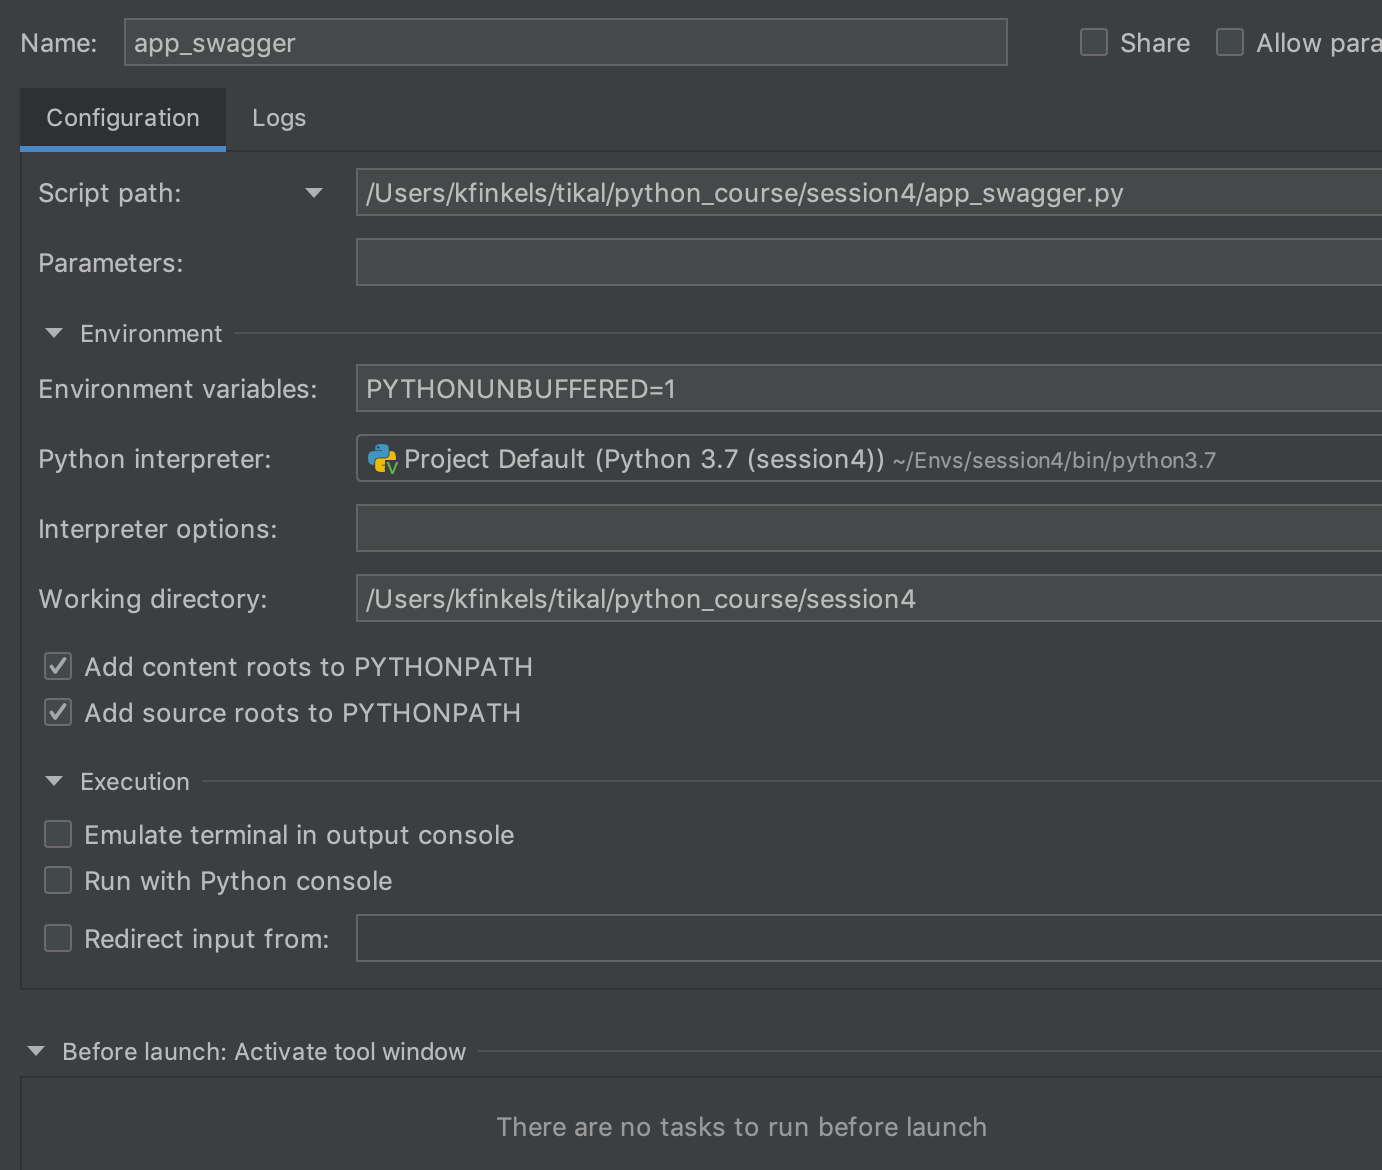 Name: app_swagger Share Allow para
Configuration Logs
Script path: /Users/kfinkels/tikal/python_course/session4/app_swagger.py
Parameters:
Environment
Environment variables: PYTHONUNBUFFERED=1
Python interpreter: Project Default (Python 3.7 (session4)) ~/Envs/session4/bin/python3.7
Interpreter options:
Working directory: /Users/kfinkels/tikal/python_course/session4
Add content roots to PYTHONPATH
Add source roots to PYTHONPATH
Execution
Emulate terminal in output console
Run with Python console
Redirect input from:
Before launch: Activate tool window
There are no tasks to run before launch